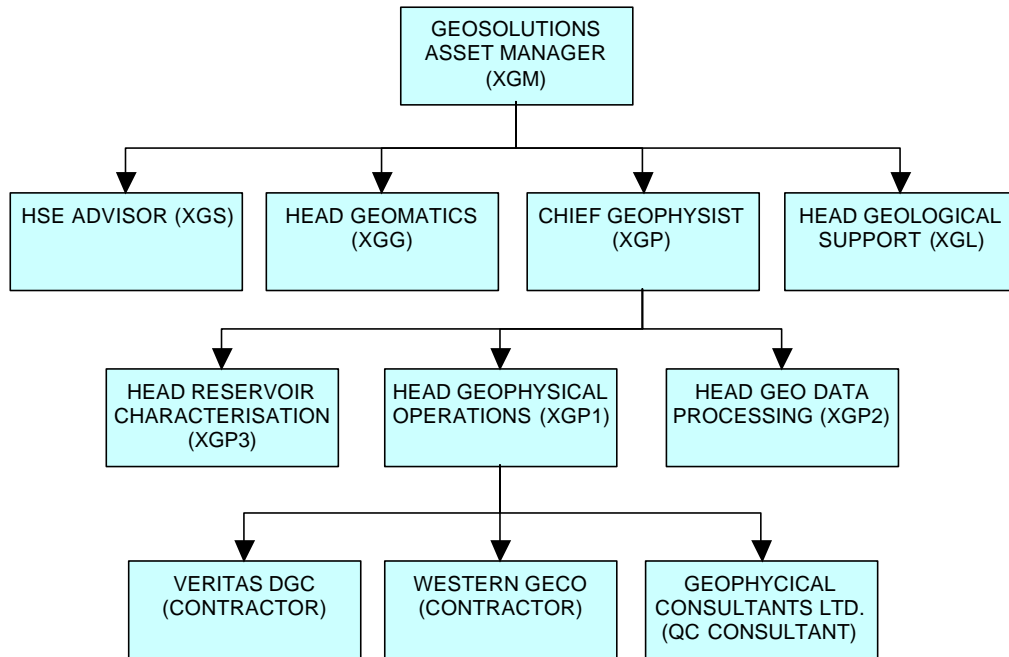 GEOSOLUTIONS
ASSET MANAGER
(XGM)
HSE ADVISOR (XGS)
HEAD GEOMATICS
(XGG)
CHIEF GEOPHYSIST
(XGP)
HEAD GEOLOGICAL
SUPPORT (XGL)
HEAD RESERVOIR
CHARACTERISATION
(XGP3)
HEAD GEOPHYSICAL
OPERATIONS (XGP1)
HEAD GEO DATA
PROCESSING (XGP2)
VERITAS DGC
(CONTRACTOR)
WESTERN GECO
(CONTRACTOR)
GEOPHYCICAL
CONSULTANTS LTD.
(QC CONSULTANT)